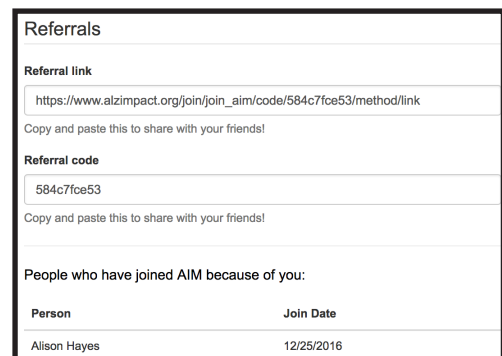 Referrals
Referral link
https://www.alzimpact.org/join/join_aim/code/584c7fce53/method/link
Copy and paste this to share with your friends!
Referral code
584c7fce53
Copy and paste this to share with your friends!
People who have joined AIM because of you:
Person Join Date
Alison Hayes 12/25/2016